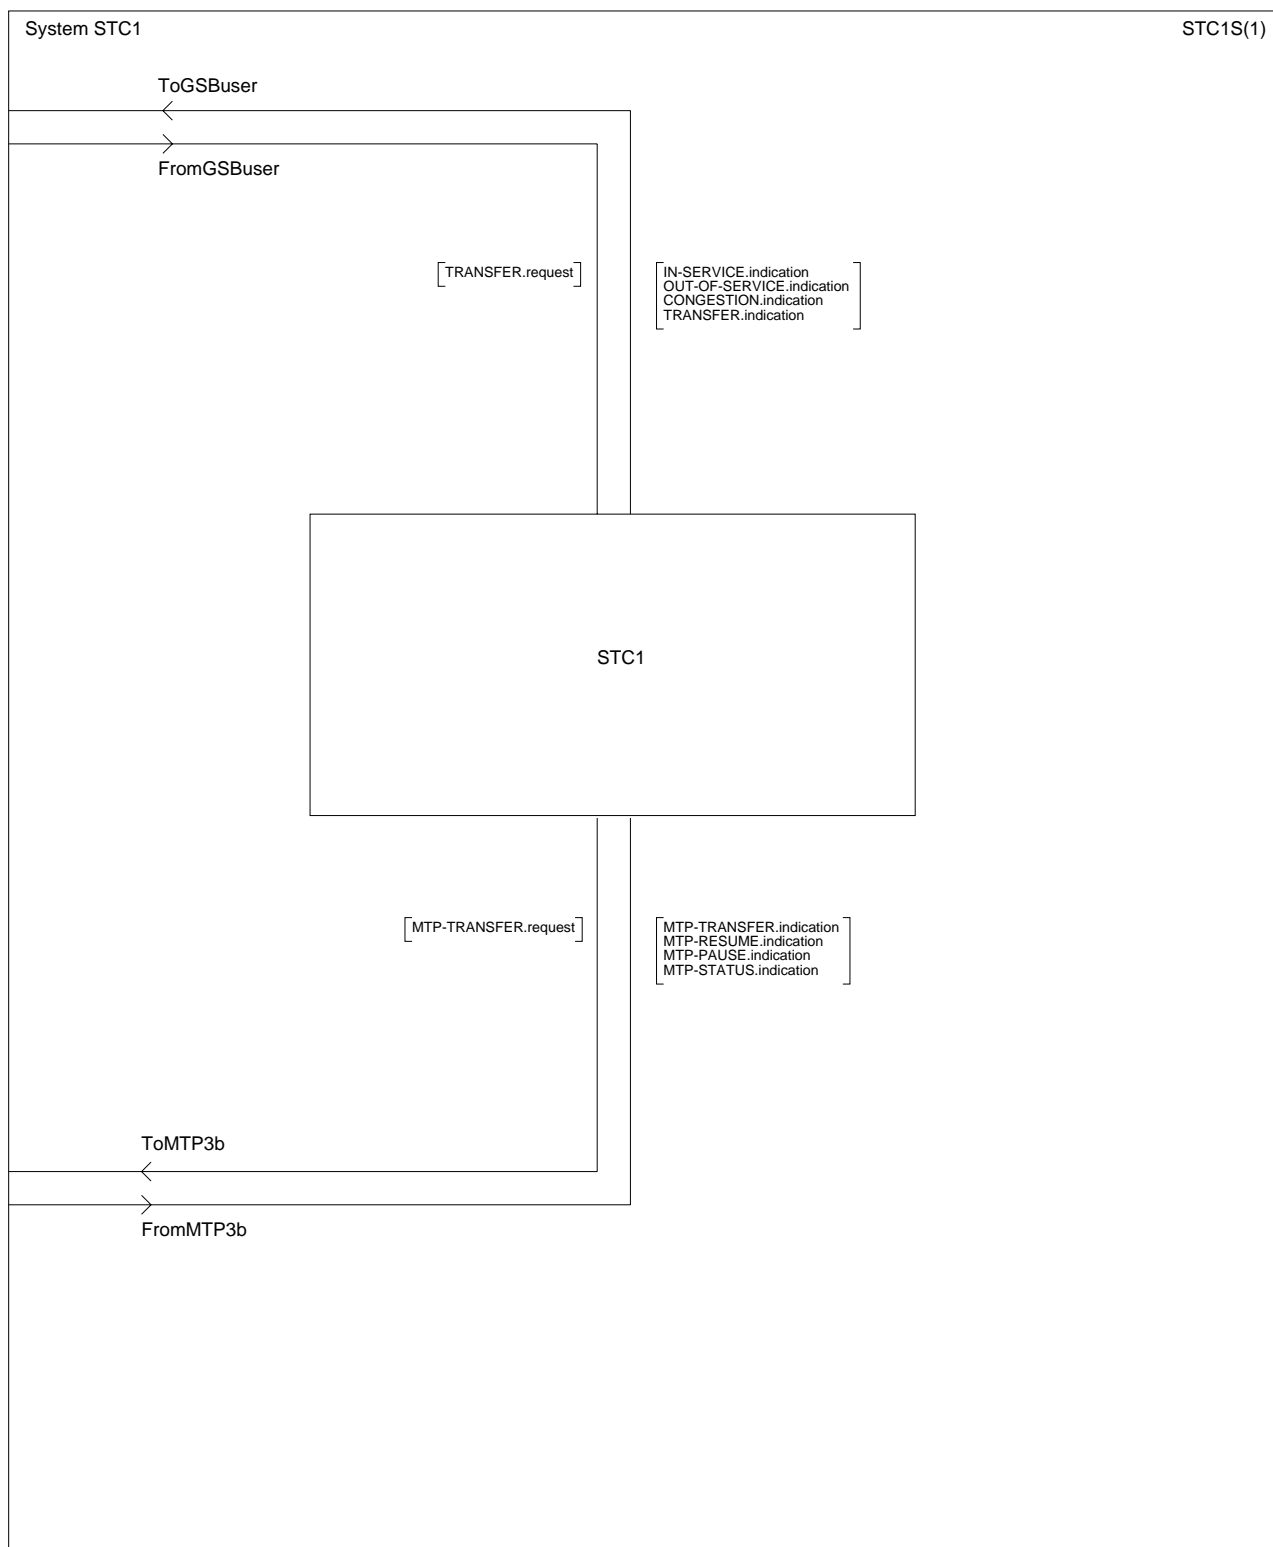 System STC1
STC1S(1)
ToGSBuser
FromGSBuser
TRANSFER.request
IN-SERVICE.indication
OUT-OF-SERVICE.indication
CONGESTION.indication
TRANSFER.indication
STC1
MTP-TRANSFER.request
MTP-TRANSFER.indication
MTP-RESUME.indication
MTP-PAUSE.indication
MTP-STATUS.indication
ToMTP3b
FromMTP3b